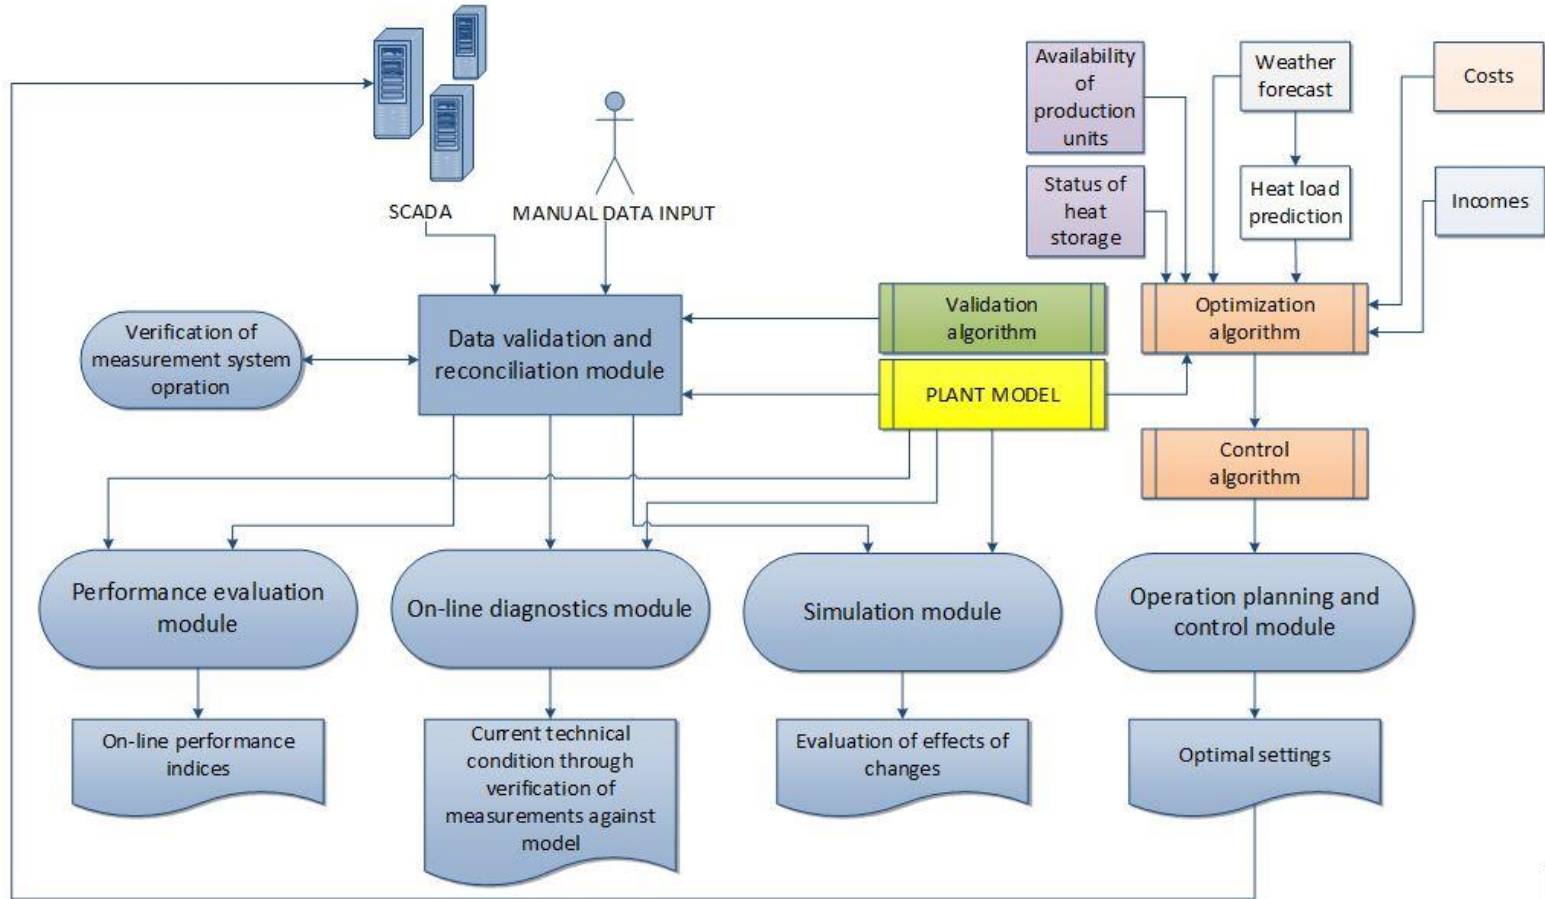 Availability
of
production
units
Weather
forecast
Costs
Status of
heat
storage
Heat load
prediction
Incomes
SCADA
MANUAL DATA INPUT
Verification of
measurement system
opration
Data validation and
reconciliation module
Validation
algorithm
PLANT MODEL
Optimization
algorithm
Control
algorithm
Performance evaluation
module
On-line diagnostics module
Simulation module
Operation planning and
control module
On-line performance
indices
Current technical
condition through
verification of
measurements against
model
Evaluation of effects of
changes
Optimal settings